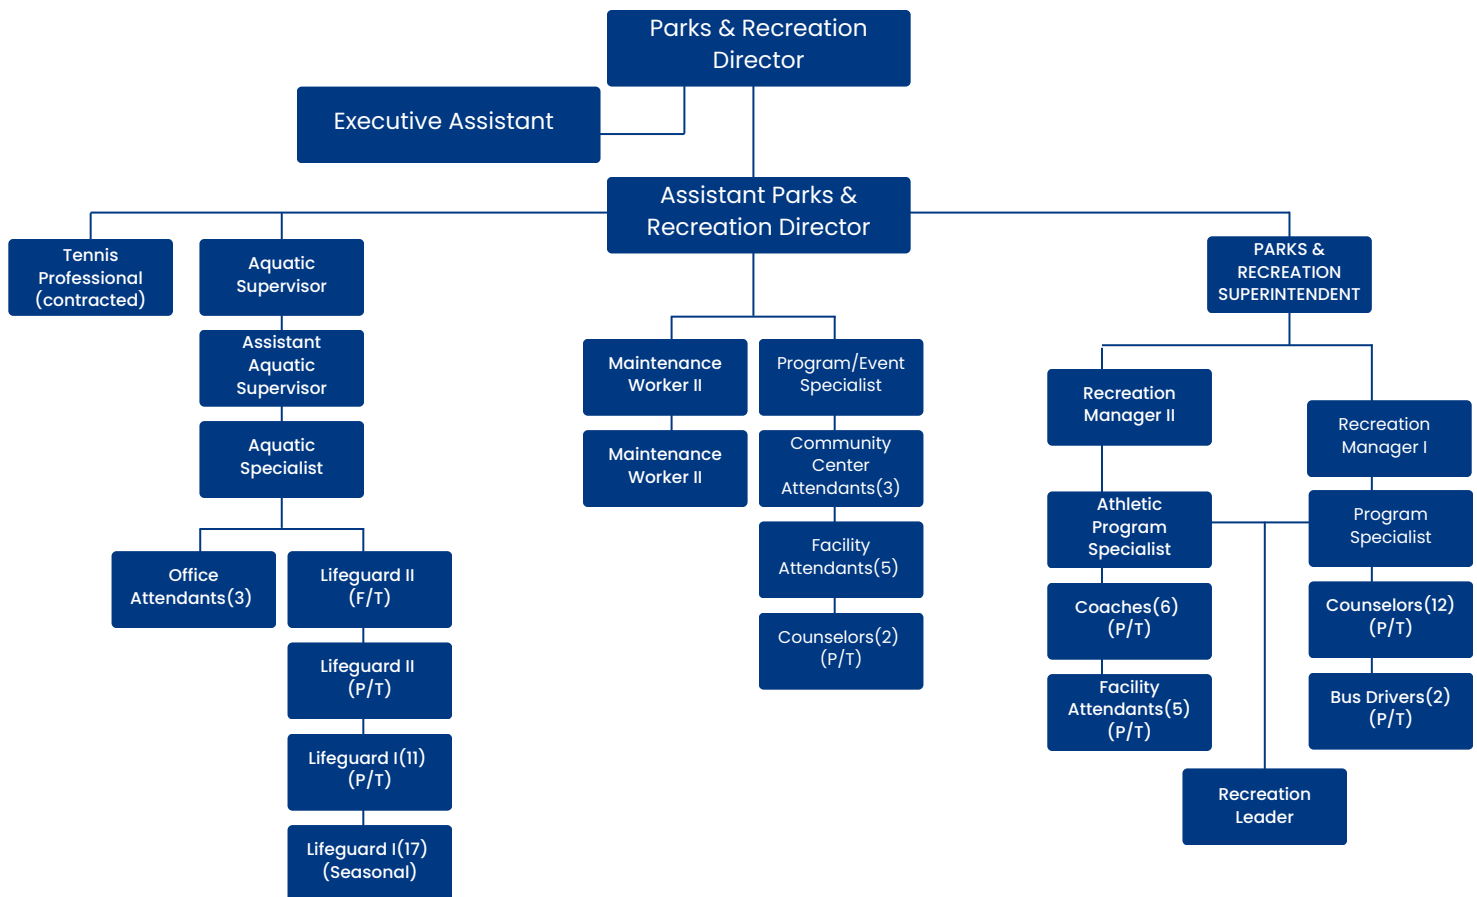 Parks & Recreation
Director
Executive Assistant
Assistant Parks &
Recreation Director
Tennis
Professional
(contracted)
Aquatic
Supervisor
Assistant
Aquatic
Supervisor
Aquatic
Specialist
Office
Attendants(3)
Lifeguard II
(F/T)
Lifeguard II
(P/T)
Lifeguard I(11)
(P/T)
Lifeguard I(17)
(Seasonal)
Maintenance
Worker II
Maintenance
Worker II
Program/Event
Specialist
Community
Center
Attendants(3)
Facility
Attendants(5)
Counselors(2)
(P/T)
PARKS &
RECREATION
SUPERINTENDENT
Recreation
Manager II
Athletic
Program
Specialist
Coaches(6)
(P/T)
Facility
Attendants(5)
(P/T)
Recreation
Manager I
Program
Specialist
Counselors(12)
(P/T)
Bus Drivers(2)
(P/T)
Recreation
Leader